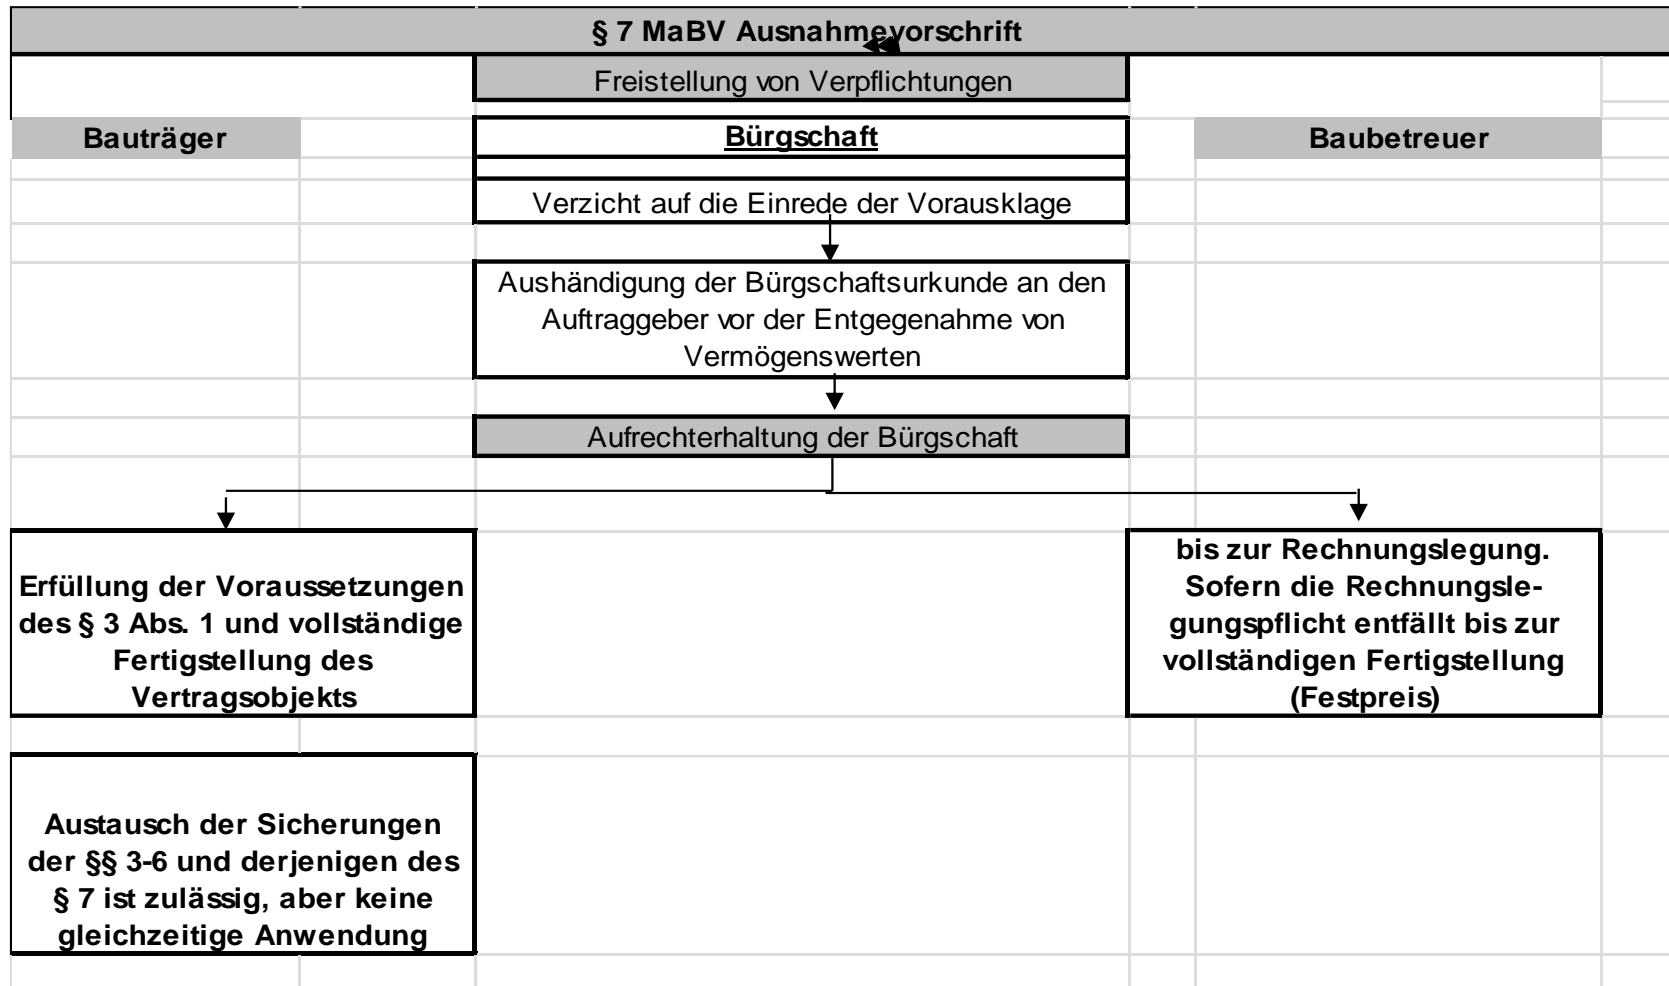 § 7 MaBV Ausnahmevorschrift
Freistellung von Verpflichtungen
Bauträger
Bürgschaft
Baubetreuer
Verzicht auf die Einrede der Vorausklage
Aushändigung der Bürgschaftsurkunde an den
Auftraggeber vor der Entgegenahme von
Vermögenswerten
Aufrechterhaltung der Bürgschaft
Erfüllung der Voraussetzungen
des § 3 Abs. 1 und vollständige
Fertigstellung des
Vertragsobjekts
bis zur Rechnungslegung.
Sofern die Rechnungsle-
gungspflicht entfällt bis zur
vollständigen Fertigstellung
(Festpreis)
Austausch der Sicherungen
der §§ 3-6 und derjenigen des
§ 7 ist zulässig, aber keine
gleichzeitige Anwendung